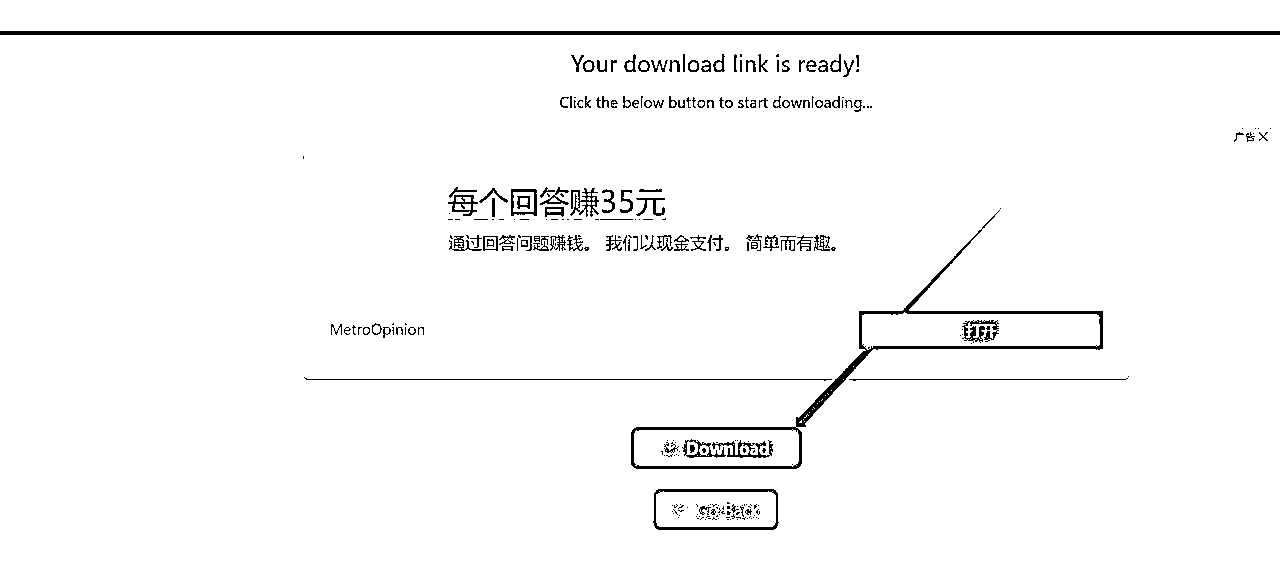 Your download link is ready!
Click the below button to start downloading...
广告
每个回答赚35元
通过回答问题赚钱。 我们以现金支付。 简单而有趣。
MetroOpinion
打开
Download
Go Back